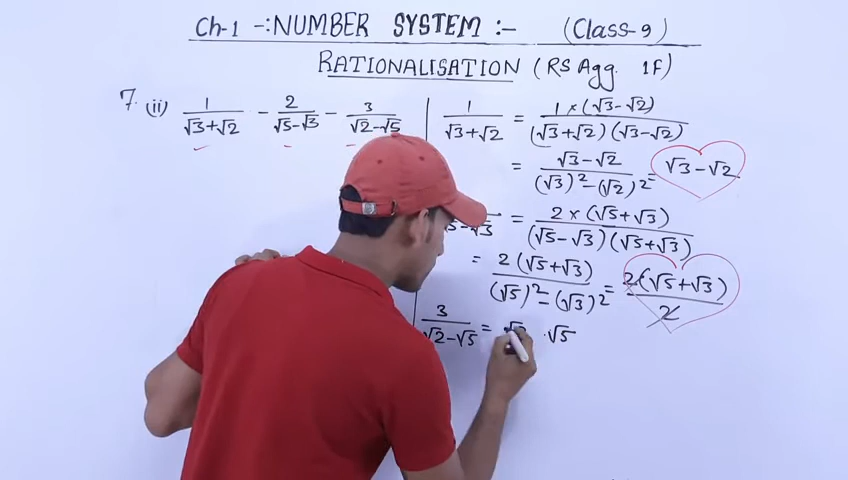 Ch-1 -:NUMBER SYSTEM :- (Class-9)
RATIONALISATION (RS Agg. 1F)
7. (ii) 1/(√3+√2) - 2/(√5-√3) - 3/(√2-√5)
1/(√3+√2) = 1×(√3-√2)/(√3+√2)(√3-√2)
= (√3-√2)/((√3)²-(√2)²) = √3-√2
√5-√3 = 2×(√5+√3)/(√5-√3)(√5+√3)
= 2(√5+√3)/((√5)²-(√3)²) = 2(√5+√3)/2
3/(√2-√5) = √5